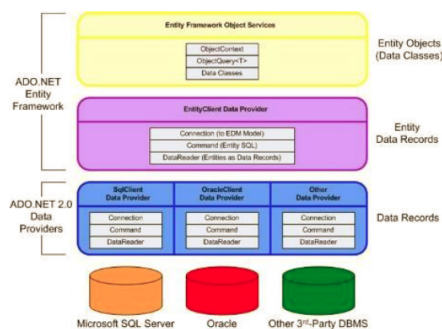 Entity Framework Object Services
ObjectContext
ObjectQuery<T>
Data Classes
Entity Objects
(Data Classes)
ADO.NET
Entity
Framework
EntityClient Data Provider
Connection (to EDM Model)
Command (Entity SQL)
DataReader (Entities as Data Records)
Entity
Data Records
ADO.NET 2.0
Data
Providers
SqlClient
Data Provider
Connection
Command
DataReader
OracleClient
Data Provider
Connection
Command
DataReader
Other
Data Provider
Connection
Command
DataReader
Data Records
Microsoft SQL Server
Oracle
Other 3rd-Party DBMS